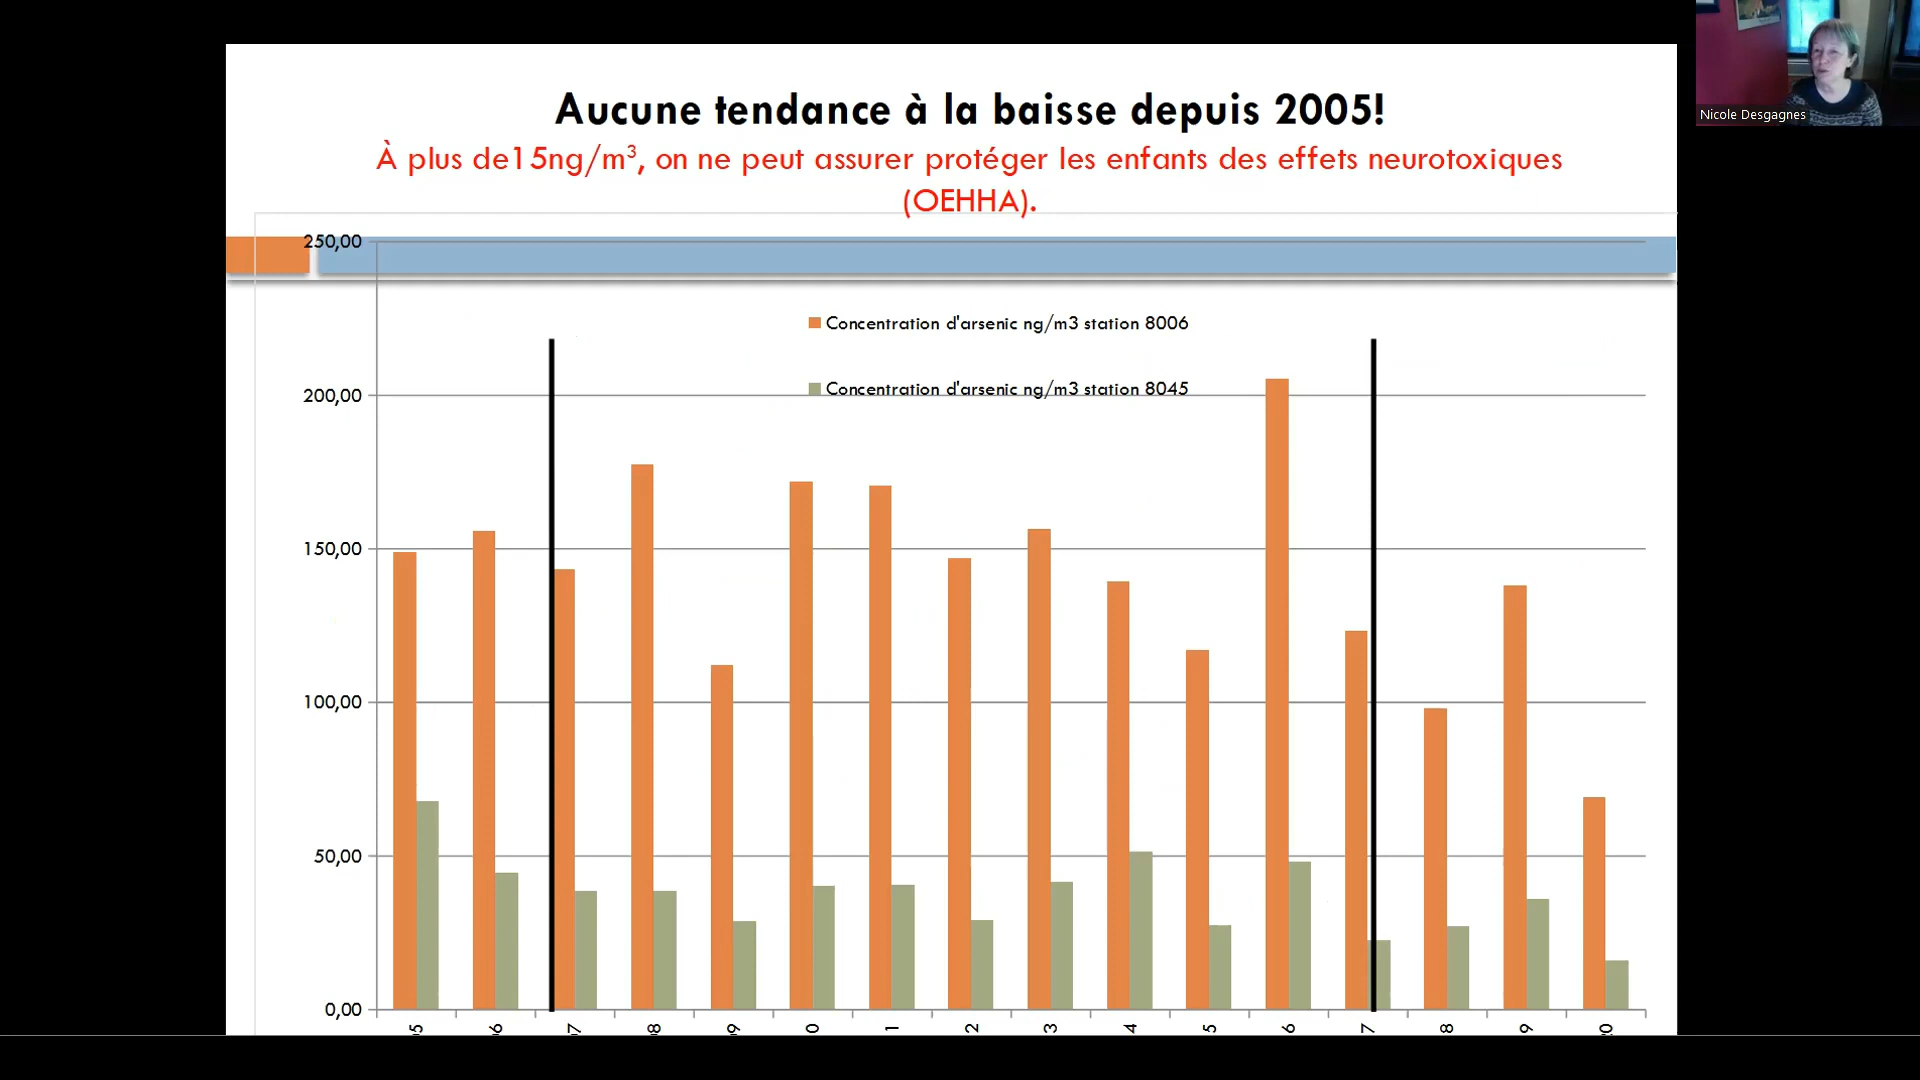 Aucune tendance à la baisse depuis 2005!
À plus de15ng/m³, on ne peut assurer protéger les enfants des effets neurotoxiques
(OEHHA).
Nicole Desgagnes
250,00
Concentration d'arsenic ng/m3 station 8006
Concentration d'arsenic ng/m3 station 8045
200,00
150,00
100,00
50,00
0,00